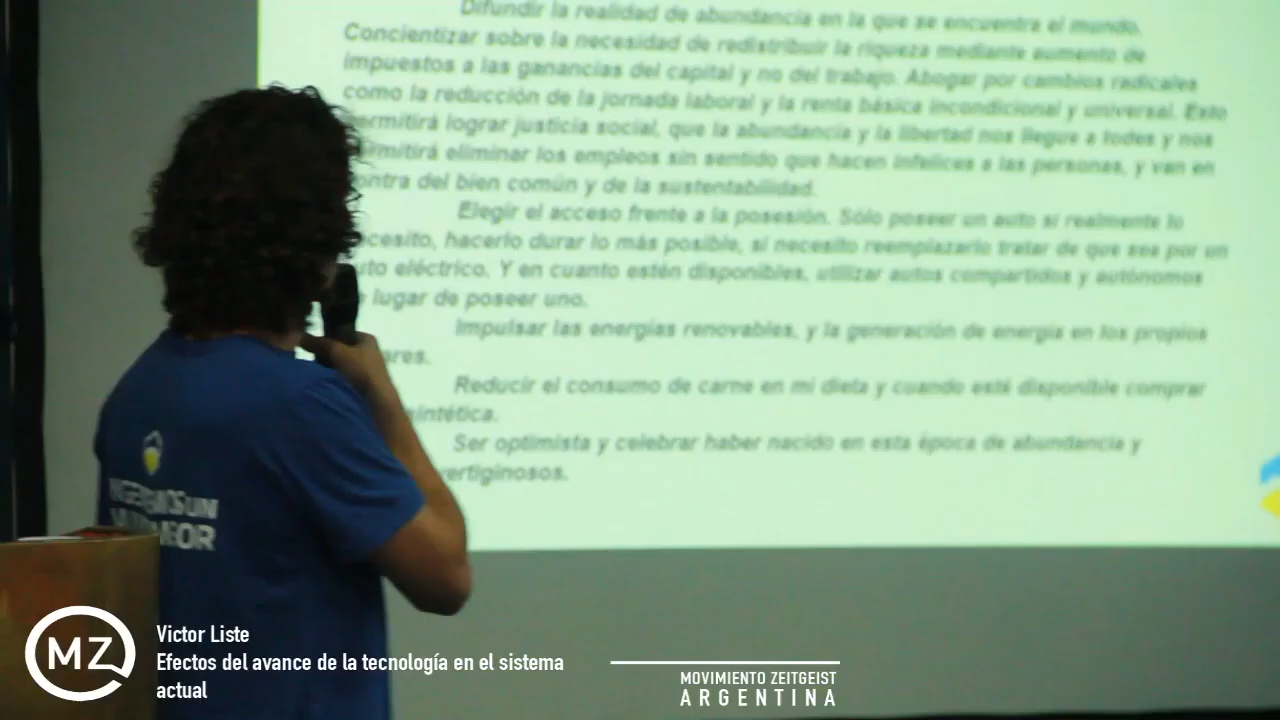 Difundir la realidad de abundancia en la que se encuentra el mundo.
Concientizar sobre la necesidad de redistribuir la riqueza mediante aumento de
impuestos a las ganancias del capital y no del trabajo. Abogar por cambios radicales
como la reducción de la jornada laboral y la renta básica incondicional y universal. Esto
ermitirá lograr justicia social, que la abundancia y la libertad nos llegue a todes y nos
rmitirá eliminar los empleos sin sentido que hacen infelices a las personas, y van en
ontra del bien común y de la sustentabilidad.
Elegir el acceso frente a la posesión. Sólo poseer un auto si realmente lo
cesito, hacerlo durar lo más posible, si necesito reemplazarlo tratar de que sea por un
uto eléctrico. Y en cuanto estén disponibles, utilizar autos compartidos y autónomos
lugar de poseer uno.
Impulsar las energías renovables, y la generación de energía en los propios
ares.
Reducir el consumo de carne en mi dieta y cuando esté disponible comprar
sintética.
Ser optimista y celebrar haber nacido en esta época de abundancia y
vertiginosos.
MZ
Victor Liste
Efectos del avance de la tecnología en el sistema
actual
MOVIMIENTO ZEITGEIST
ARGENTINA